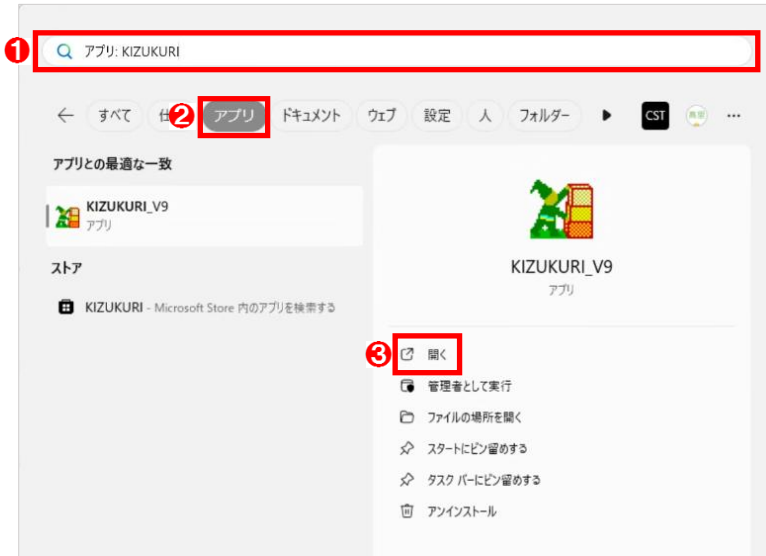 ❶
アプリ: KIZUKURI
すべて ❷ アプリ ドキュメント ウェブ 設定 人 フォルダー ▶ CST ...
アプリとの最適な一致
KIZUKURI_V9
アプリ
ストア
KIZUKURI - Microsoft Store 内のアプリを検索する
KIZUKURI_V9
アプリ
❸ 開く
管理者として実行
ファイルの場所を開く
スタートにピン留めする
タスク バーにピン留めする
アンインストール